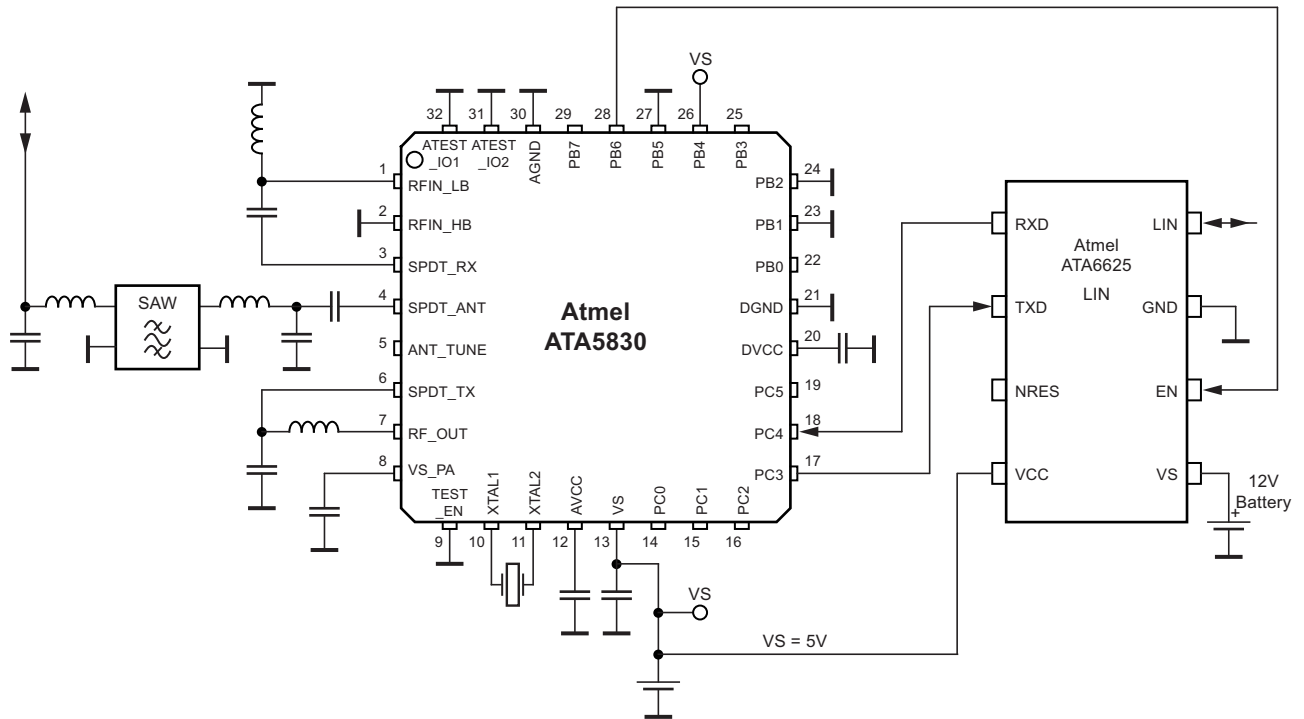 VS
32
31
30
29
28
27
26
25
ATEST
_IO1
ATEST
_IO2
AGND
PB7
PB6
PB5
PB4
PB3
1
RFIN_LB
2
RFIN_HB
3
SPDT_RX
4
SPDT_ANT
5
ANT_TUNE
6
SPDT_TX
7
RF_OUT
8
VS_PA
SAW
Atmel
ATA5830
PB2
24
PB1
23
PB0
22
DGND
21
DVCC
20
PC5
19
PC4
18
PC3
17
TEST
_EN
XTAL1
XTAL2
AVCC
VS
PC0
PC1
PC2
9
10
11
12
13
14
15
16
VS
VS = 5V
RXD
TXD
NRES
VCC
Atmel
ATA6625
LIN
LIN
GND
EN
VS
12V
Battery
+